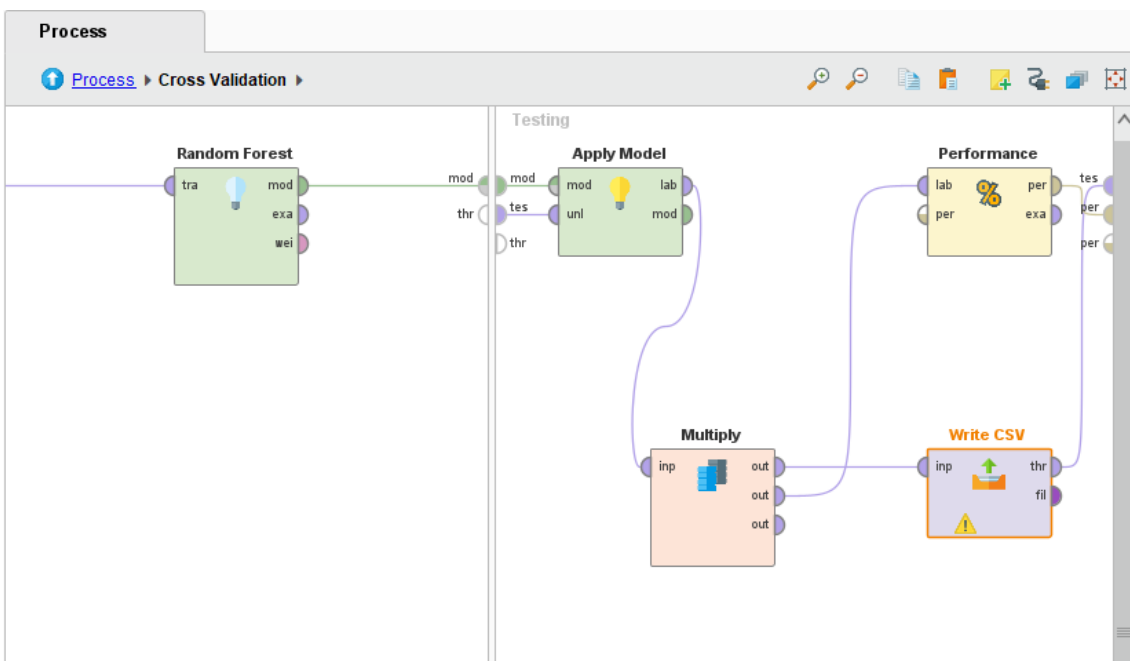 Process
Process Cross Validation
Testing
Random Forest
Apply Model
Performance
tra
mod
exa
wei
mod
thr
mod
tes
thr
mod
unl
lab
mod
lab
per
per
exa
tes
per
per
Multiply
Write CSV
inp
out
out
out
inp
thr
fil